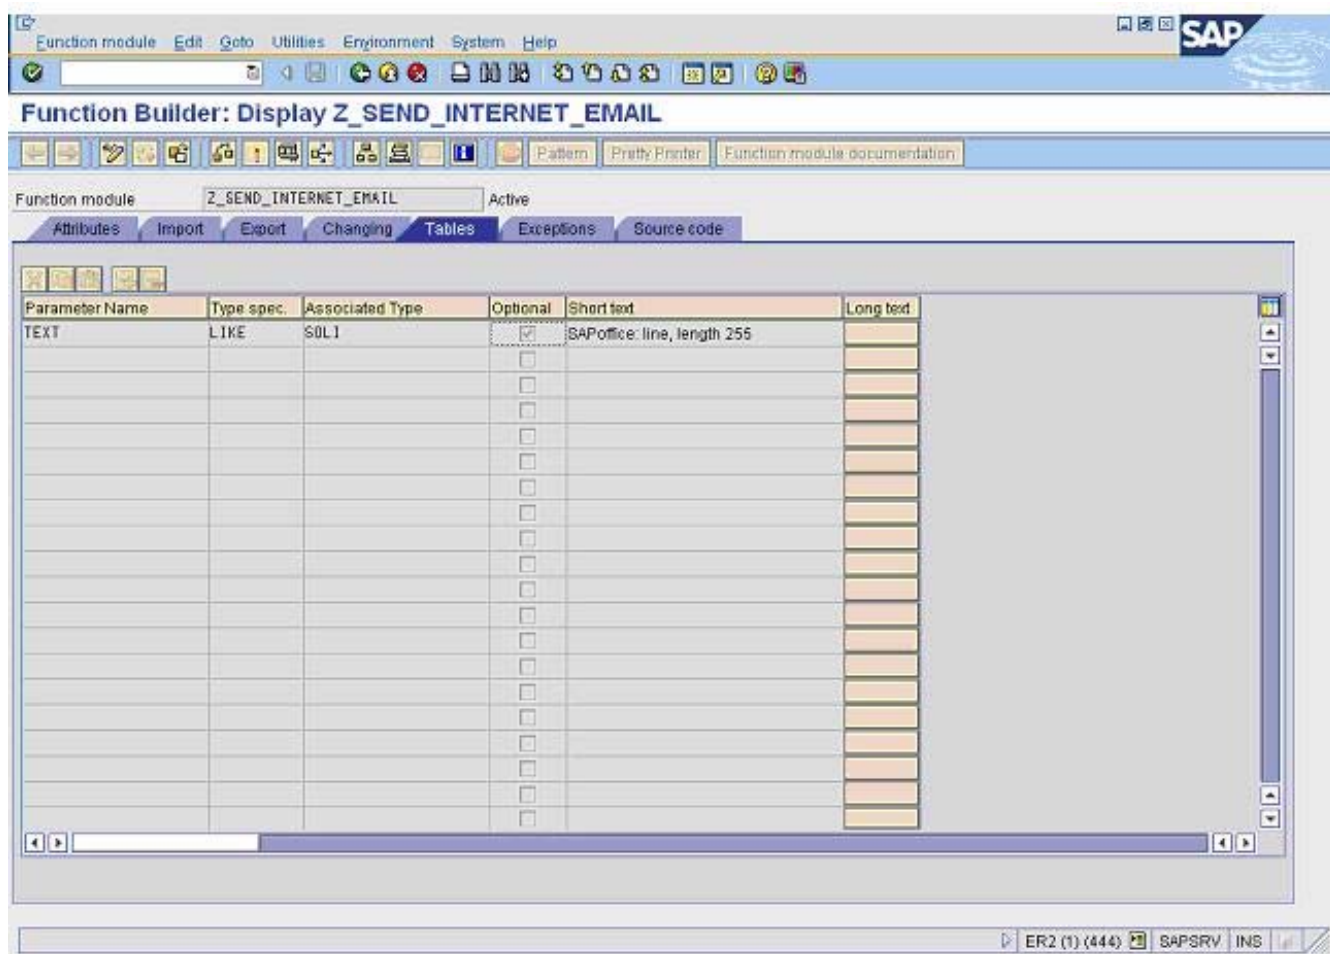 Function module Edit Goto Utilities Environment System Help
SAP
Function Builder: Display Z_SEND_INTERNET_EMAIL
Pattern Pretty Printer Function module documentation
Function module Z_SEND_INTERNET_EMAIL Active
Attributes Import Export Changing Tables Exceptions Source code
Parameter Name Type spec. Associated Type Optional Short text Long text
TEXT LIKE SOLI SAPoffice: line, length 255
ER2 (1) (444) SAPSRV INS